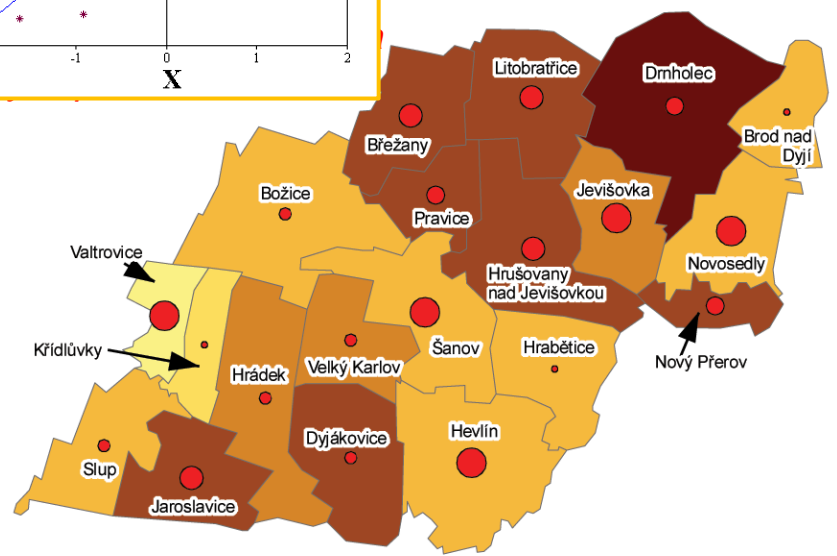 -1 0 1 2
X
Litobratřice
Drnholec
Břežany
Brod nad
Dyjí
Božice
Pravice
Jevišovka
Valtrovice
Hrušovany
nad Jevišovkou
Novosedly
Křídlůvky
Šanov
Hrabětice
Nový Přerov
Hrádek
Velký Karlov
Slup
Dyjákovice
Hevlín
Jaroslavice